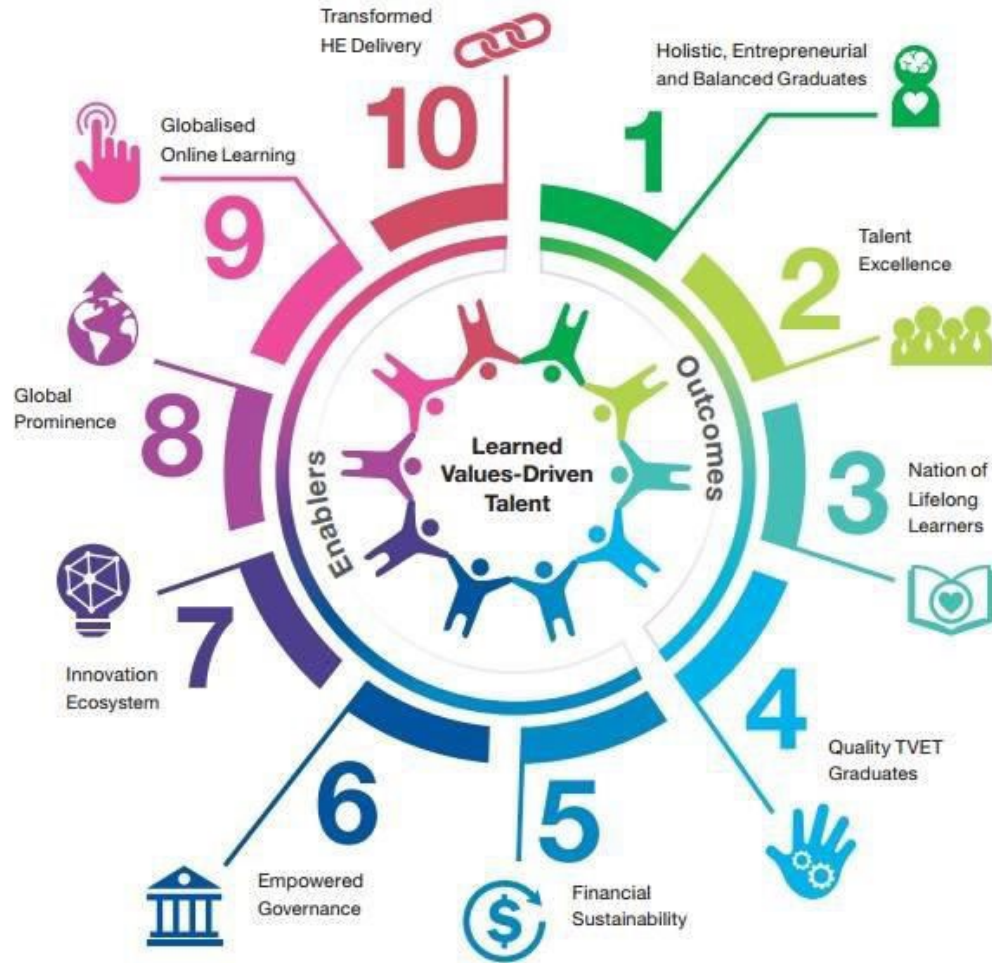 Transformed
HE Delivery
10
Holistic, Entrepreneurial
and Balanced Graduates
1
Talent
Excellence
2
Nation of
Lifelong
Learners
3
Quality TVET
Graduates
4
Financial
Sustainability
5
Empowered
Governance
6
Innovation
Ecosystem
7
Global
Prominence
8
Globalised
Online Learning
9
Enablers
Outcomes
Learned
Values-Driven
Talent
$